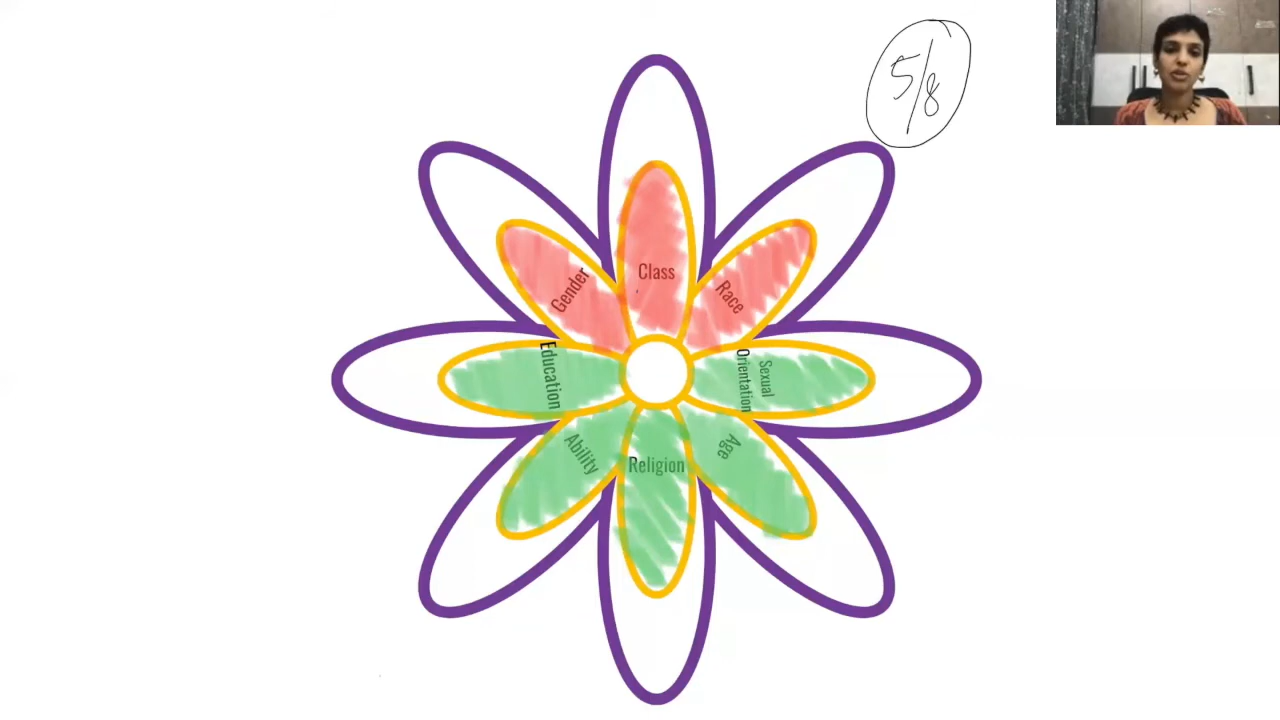 5/8
Class
Gender
Race
Education
Sexual
Orientation
Ability
Age
Religion